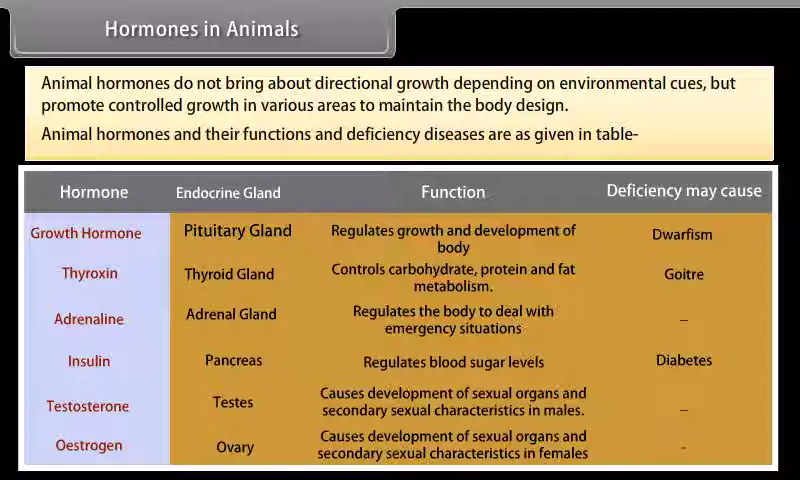 Hormones in Animals
Animal hormones do not bring about directional growth depending on environmental cues, but
promote controlled growth in various areas to maintain the body design.
Animal hormones and their functions and deficiency diseases are as given in table-
Hormone Endocrine Gland Function Deficiency may cause
Growth Hormone Pituitary Gland Regulates growth and development of
body Dwarfism
Thyroxin Thyroid Gland Controls carbohydrate, protein and fat
metabolism. Goitre
Adrenaline Adrenal Gland Regulates the body to deal with
emergency situations –
Insulin Pancreas Regulates blood sugar levels Diabetes
Testosterone Testes Causes development of sexual organs and
secondary sexual characteristics in males. –
Oestrogen Ovary Causes development of sexual organs and
secondary sexual characteristics in females -